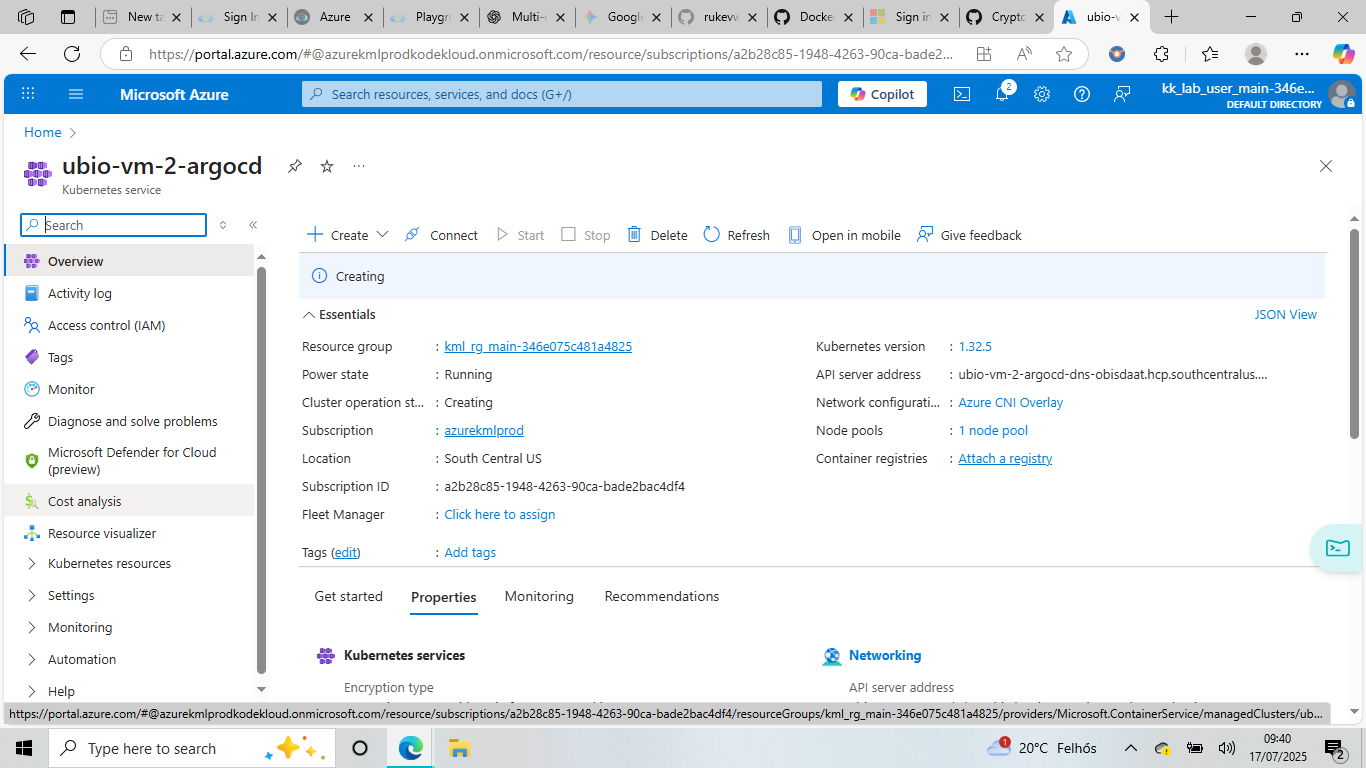 New ta
Sign In
Azure
Playgr
Multi-c
Google
rukevw
Docke
Sign in
Crypto
ubio-v
https://portal.azure.com/#@azurekmlprodkodekloud.onmicrosoft.com/resource/subscriptions/a2b28c85-1948-4263-90ca-bade2...
Microsoft Azure
Search resources, services, and docs (G+/)
Copilot
2
kk_lab_user_main-346e...
DEFAULT DIRECTORY
Home
ubio-vm-2-argocd
Kubernetes service
Search
Overview
Activity log
Access control (IAM)
Tags
Monitor
Diagnose and solve problems
Microsoft Defender for Cloud
(preview)
Cost analysis
Resource visualizer
Kubernetes resources
Settings
Monitoring
Automation
Help
Create
Connect
Start
Stop
Delete
Refresh
Open in mobile
Give feedback
Creating
Essentials
JSON View
Resource group : kml_rg_main-346e075c481a4825
Power state : Running
Cluster operation st... : Creating
Subscription : azurekmlprod
Location : South Central US
Subscription ID : a2b28c85-1948-4263-90ca-bade2bac4df4
Fleet Manager : Click here to assign
Tags (edit) : Add tags
Kubernetes version : 1.32.5
API server address : ubio-vm-2-argocd-dns-obisdaat.hcp.southcentralus....
Network configurati... : Azure CNI Overlay
Node pools : 1 node pool
Container registries : Attach a registry
Get started
Properties
Monitoring
Recommendations
Kubernetes services
Encryption type
Networking
API server address
https://portal.azure.com/#@azurekmlprodkodekloud.onmicrosoft.com/resource/subscriptions/a2b28c85-1948-4263-90ca-bade2bac4df4/resourceGroups/kml_rg_main-346e075c481a4825/providers/Microsoft.ContainerService/managedClusters/ub...
Type here to search
1
20°C Felhős
09:40
17/07/2025
2